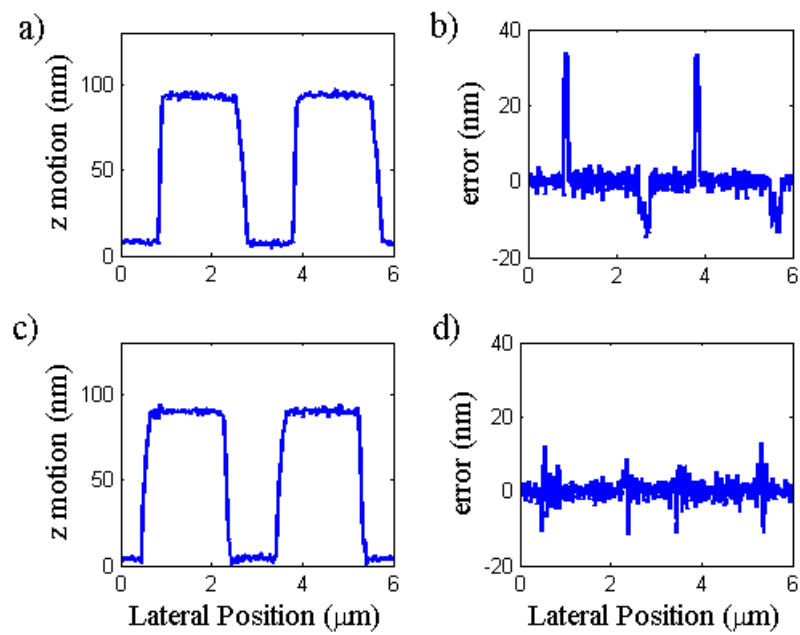 a)
z motion (nm)
100
50
0
0 2 4 6
b)
error (nm)
40
20
0
-20
0 2 4 6
c)
z motion (nm)
100
50
0
0 2 4 6
Lateral Position (μm)
d)
error (nm)
40
20
0
-20
0 2 4 6
Lateral Position (μm)